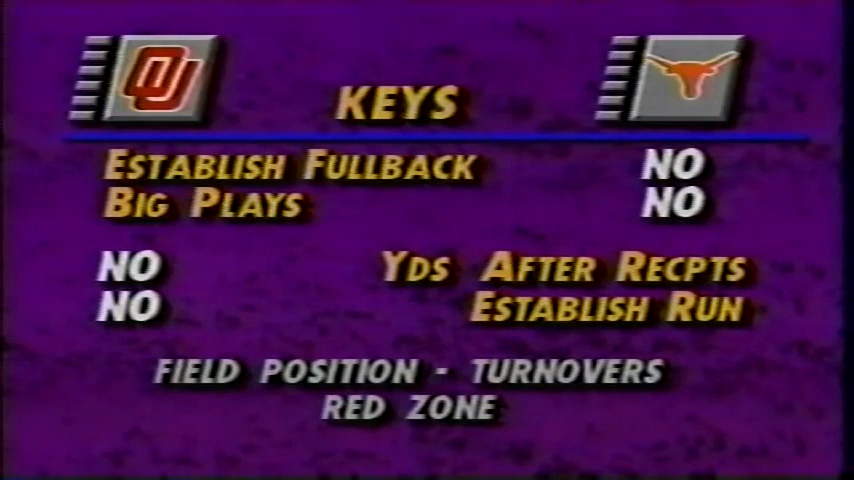 OU
KEYS
ESTABLISH FULLBACK NO
BIG PLAYS NO
NO YDS AFTER RECPTS
NO ESTABLISH RUN
FIELD POSITION - TURNOVERS
RED ZONE